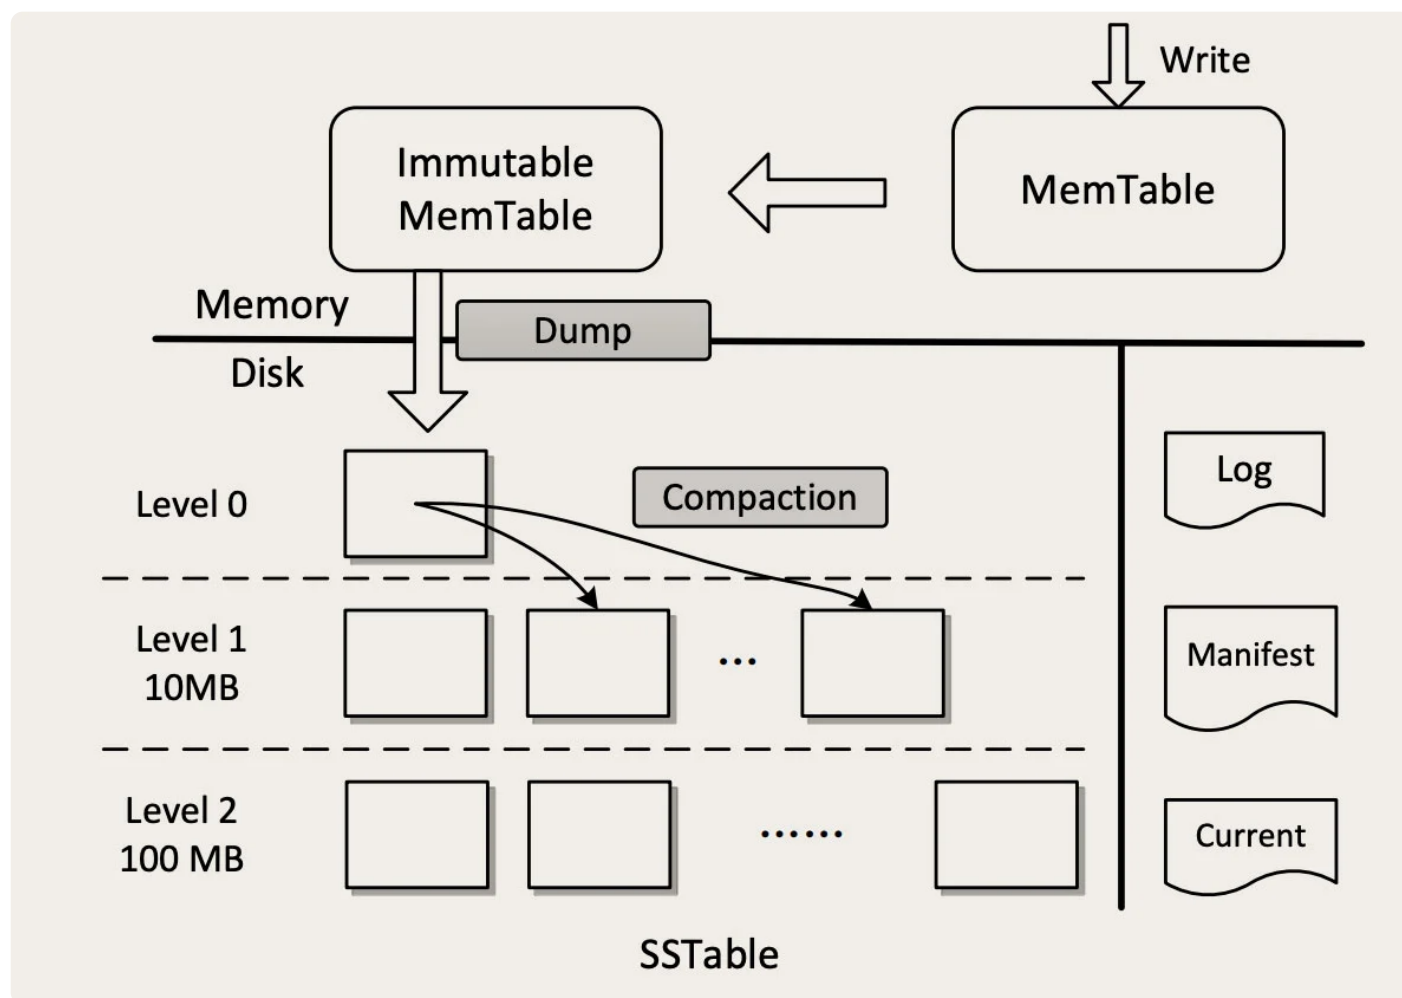 Write
Immutable
MemTable
MemTable
Memory
Dump
Disk
Level 0
Compaction
Log
Level 1
10MB
...
Manifest
Level 2
100 MB
......
Current
SSTable